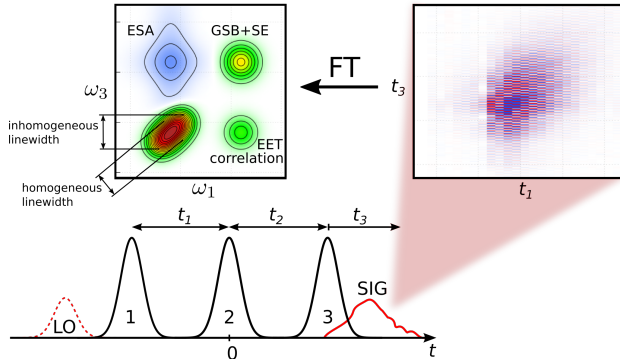 ESA
GSB+SE
ω₃
inhomogeneous
linewidth
homogeneous
linewidth
EET
correlation
ω₁
FT
t₃
t₁
t₁
t₂
t₃
LO
1
2
3
SIG
0
t